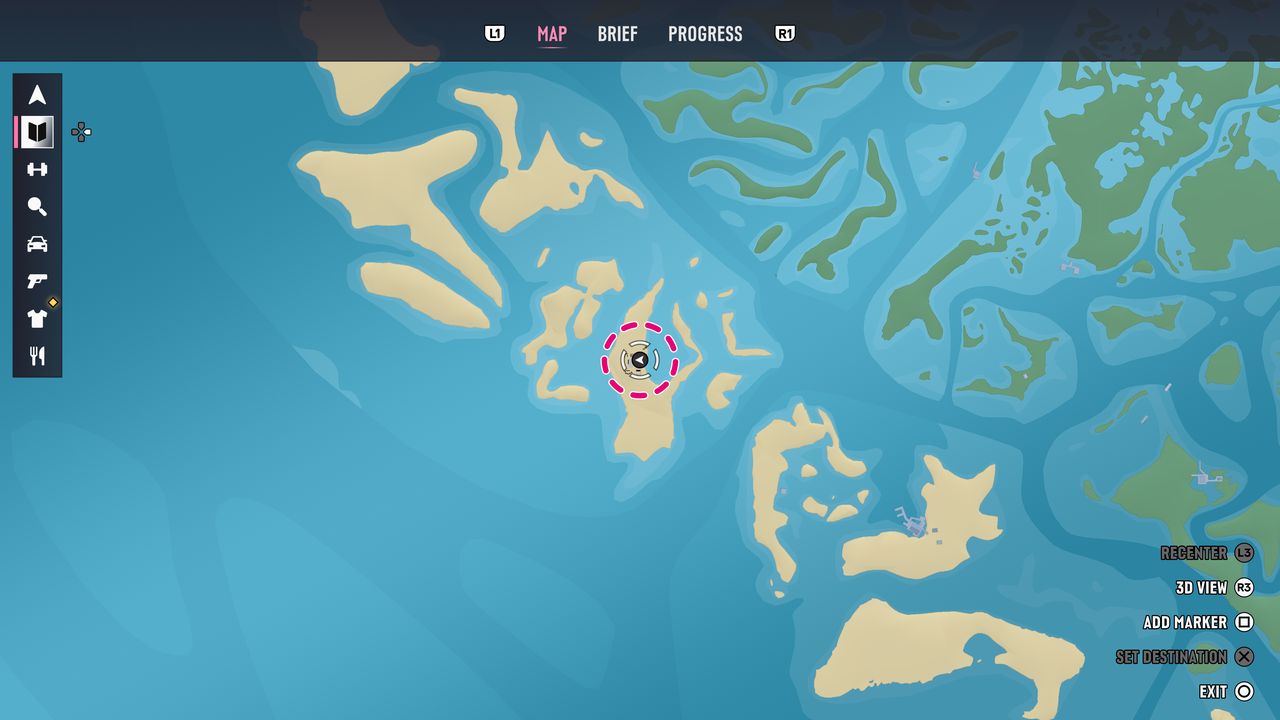 L1 MAP BRIEF PROGRESS R1
RECENTER L3
3D VIEW R3
ADD MARKER
SET DESTINATION
EXIT